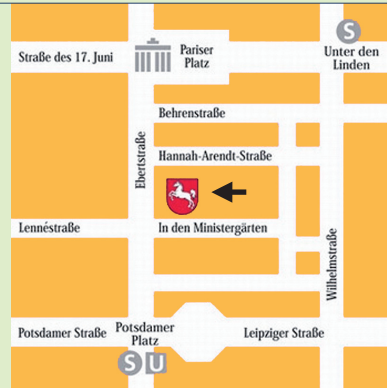 S
Straße des 17. Juni
Pariser
Platz
Unter den
Linden
Behrenstraße
Ebertstraße
Hannah-Arendt-Straße
Lennéstraße
In den Ministergärten
Wilhelmstraße
Potsdamer Straße
Potsdamer
Platz
Leipziger Straße
S U